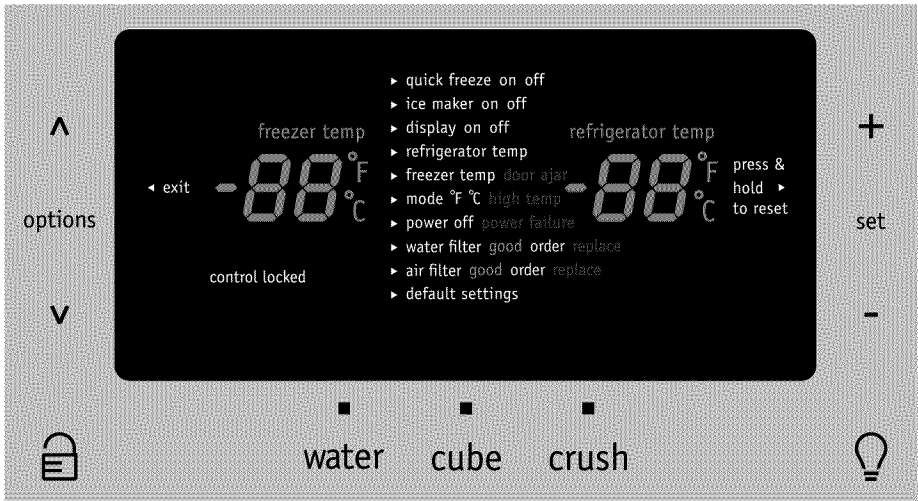 quick freeze on off
ice maker on off
freezer temp
display on off
refrigerator temp
refrigerator temp
-88 °F °C
freezer temp door ajar
-88 °F °C
press &
exit
mode °F °C high temp
hold
to reset
options
power off power failure
set
water filter good order replace
control locked
air filter good order replace
default settings
water cube crush